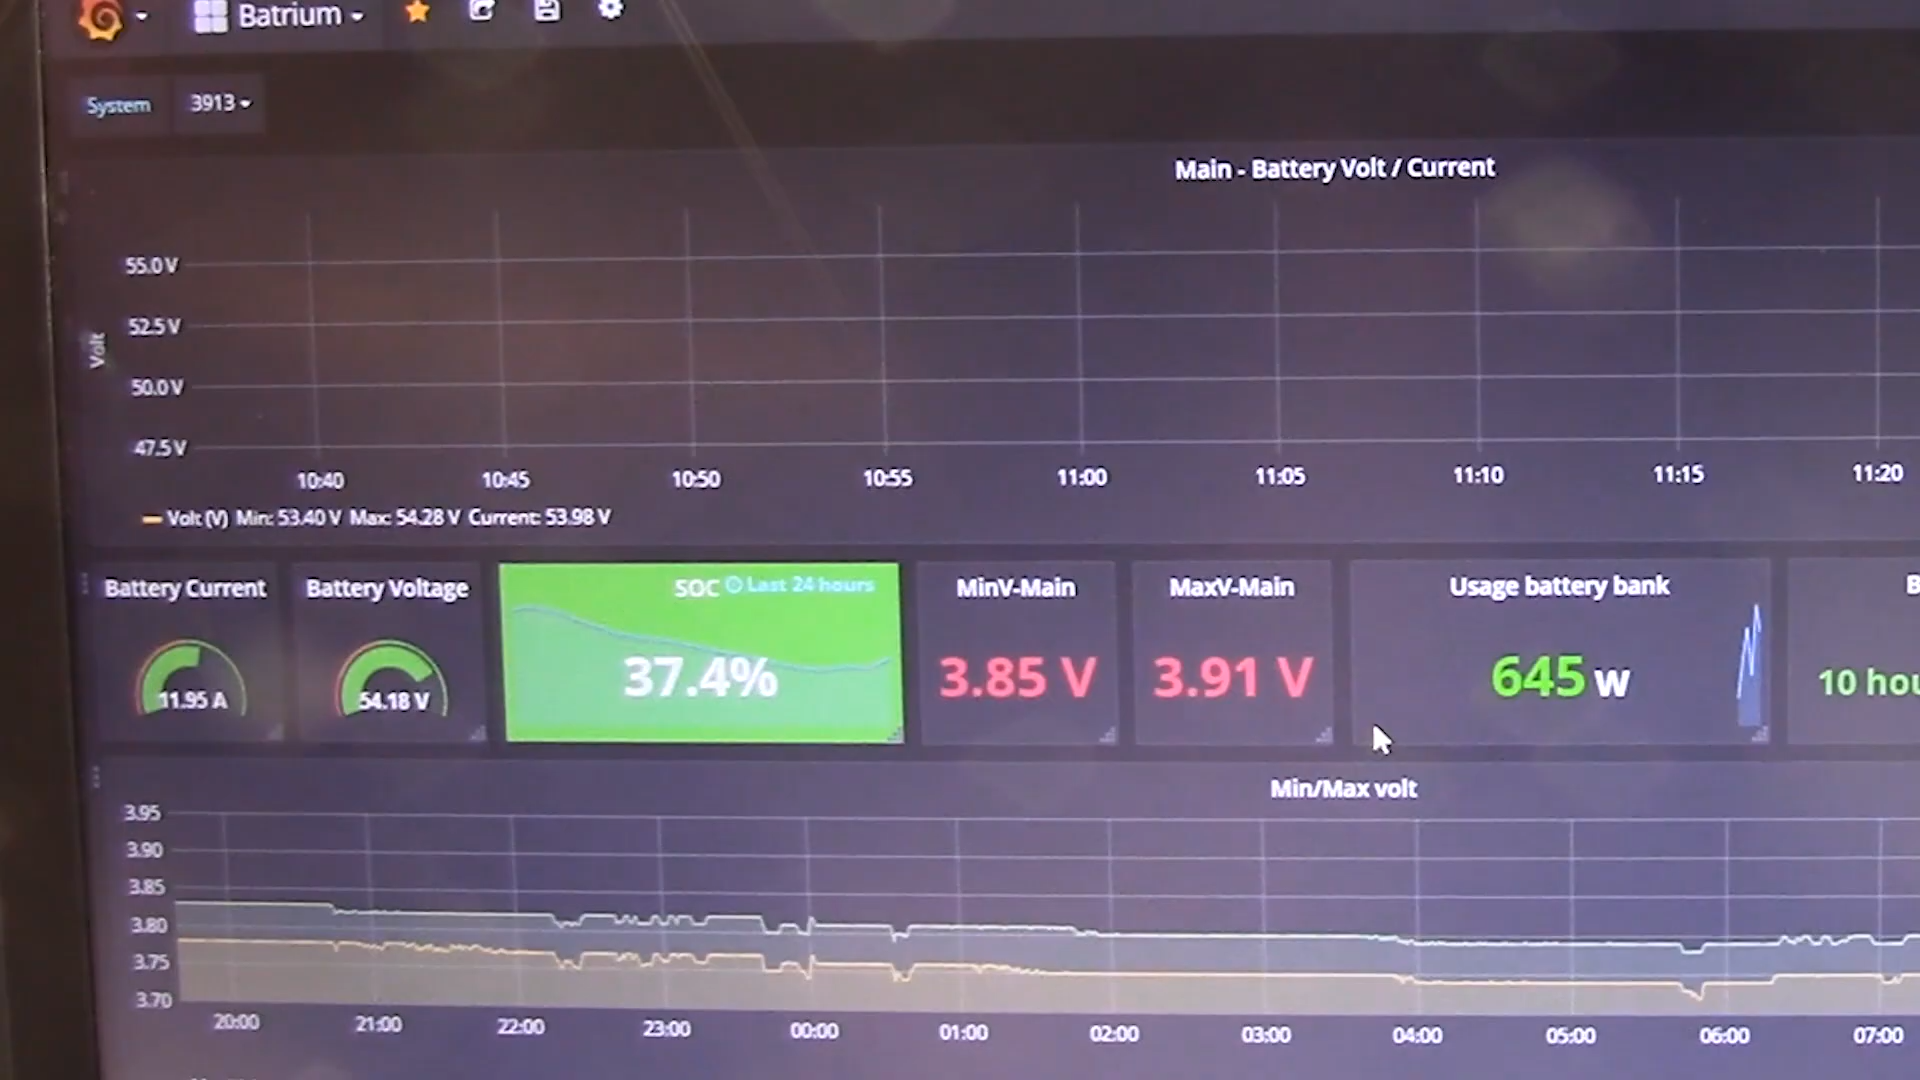 Batrium
System 3913
Main - Battery Volt / Current
55.0 V
52.5 V
50.0 V
47.5 V
Volt
10:40 10:45 10:50 10:55 11:00 11:05 11:10 11:15 11:20
Volt (V) Min: 53.40 V Max: 54.28 V Current: 53.98 V
Battery Current
11.95 A
Battery Voltage
54.18 V
SOC Last 24 hours
37.4%
MinV-Main
3.85 V
MaxV-Main
3.91 V
Usage battery bank
645 W
B
10 hou
Min/Max volt
3.95
3.90
3.85
3.80
3.75
3.70
20:00 21:00 22:00 23:00 00:00 01:00 02:00 03:00 04:00 05:00 06:00 07:00